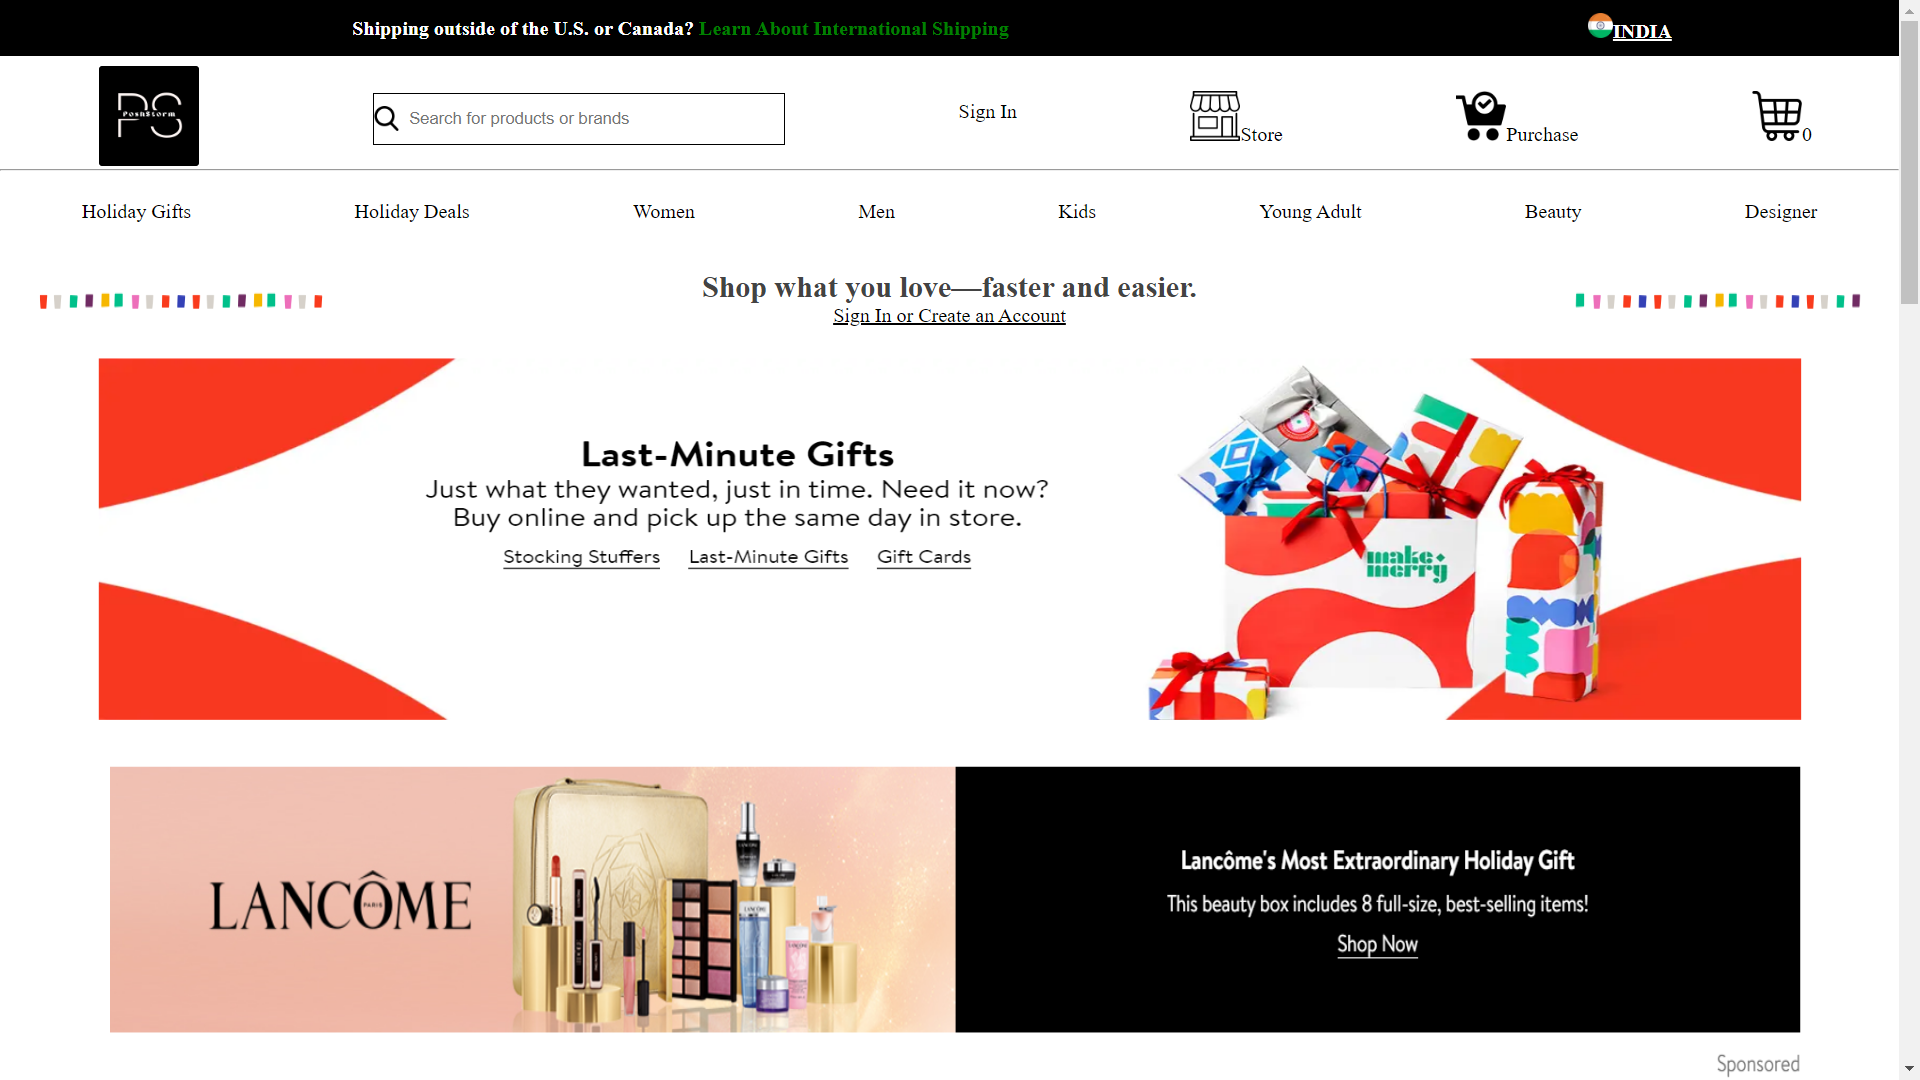 Shipping outside of the U.S. or Canada? Learn About International Shipping
INDIA
PS
PoshStorm
Search for products or brands
Sign In
Store
Purchase
0
Holiday Gifts
Holiday Deals
Women
Men
Kids
Young Adult
Beauty
Designer
Shop what you love—faster and easier.
Sign In or Create an Account
Last-Minute Gifts
Just what they wanted, just in time. Need it now?
Buy online and pick up the same day in store.
Stocking Stuffers
Last-Minute Gifts
Gift Cards
make+
merry
LANCÔME
PARIS
Lancôme's Most Extraordinary Holiday Gift
This beauty box includes 8 full-size, best-selling items!
Shop Now
Sponsored